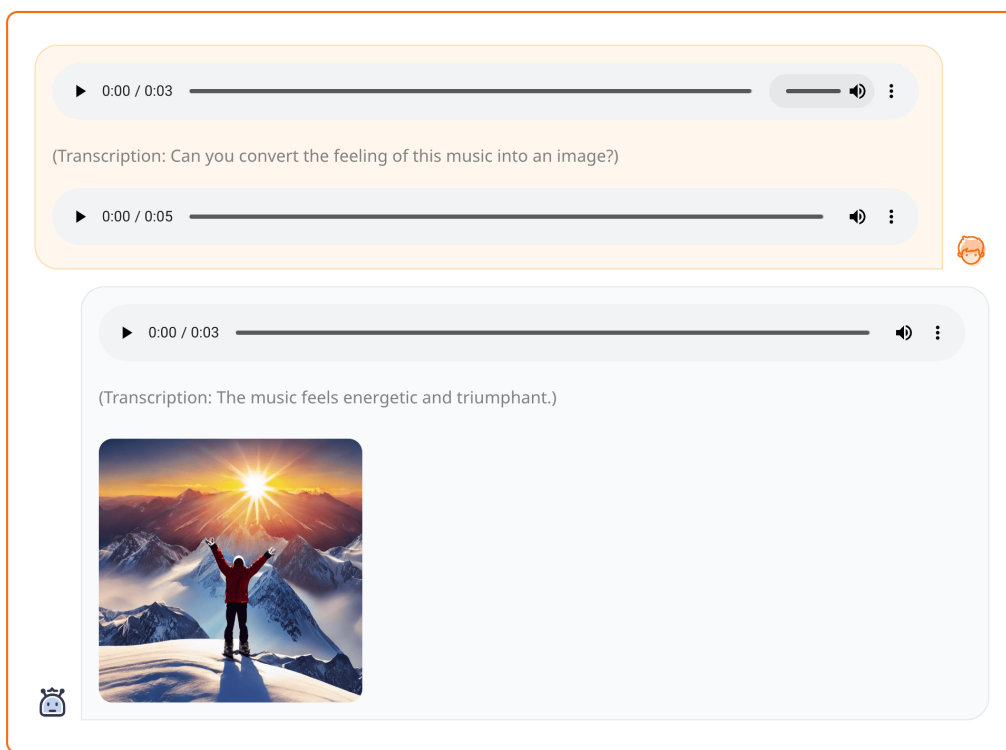 0:00 / 0:03
(Transcription: Can you convert the feeling of this music into an image?)
0:00 / 0:05
0:00 / 0:03
(Transcription: The music feels energetic and triumphant.)